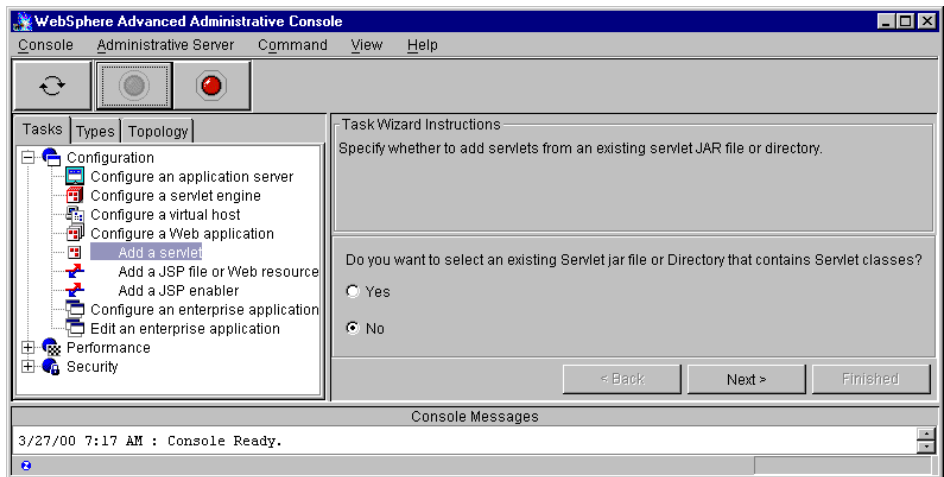 WebSphere Advanced Administrative Console
Console Administrative Server Command View Help
Tasks Types Topology
Configuration
Configure an application server
Configure a servlet engine
Configure a virtual host
Configure a Web application
Add a servlet
Add a JSP file or Web resource
Add a JSP enabler
Configure an enterprise application
Edit an enterprise application
Performance
Security
Task Wizard Instructions
Specify whether to add servlets from an existing servlet JAR file or directory.
Do you want to select an existing Servlet jar file or Directory that contains Servlet classes?
Yes
No
< Back Next > Finished
Console Messages
3/27/00 7:17 AM : Console Ready.